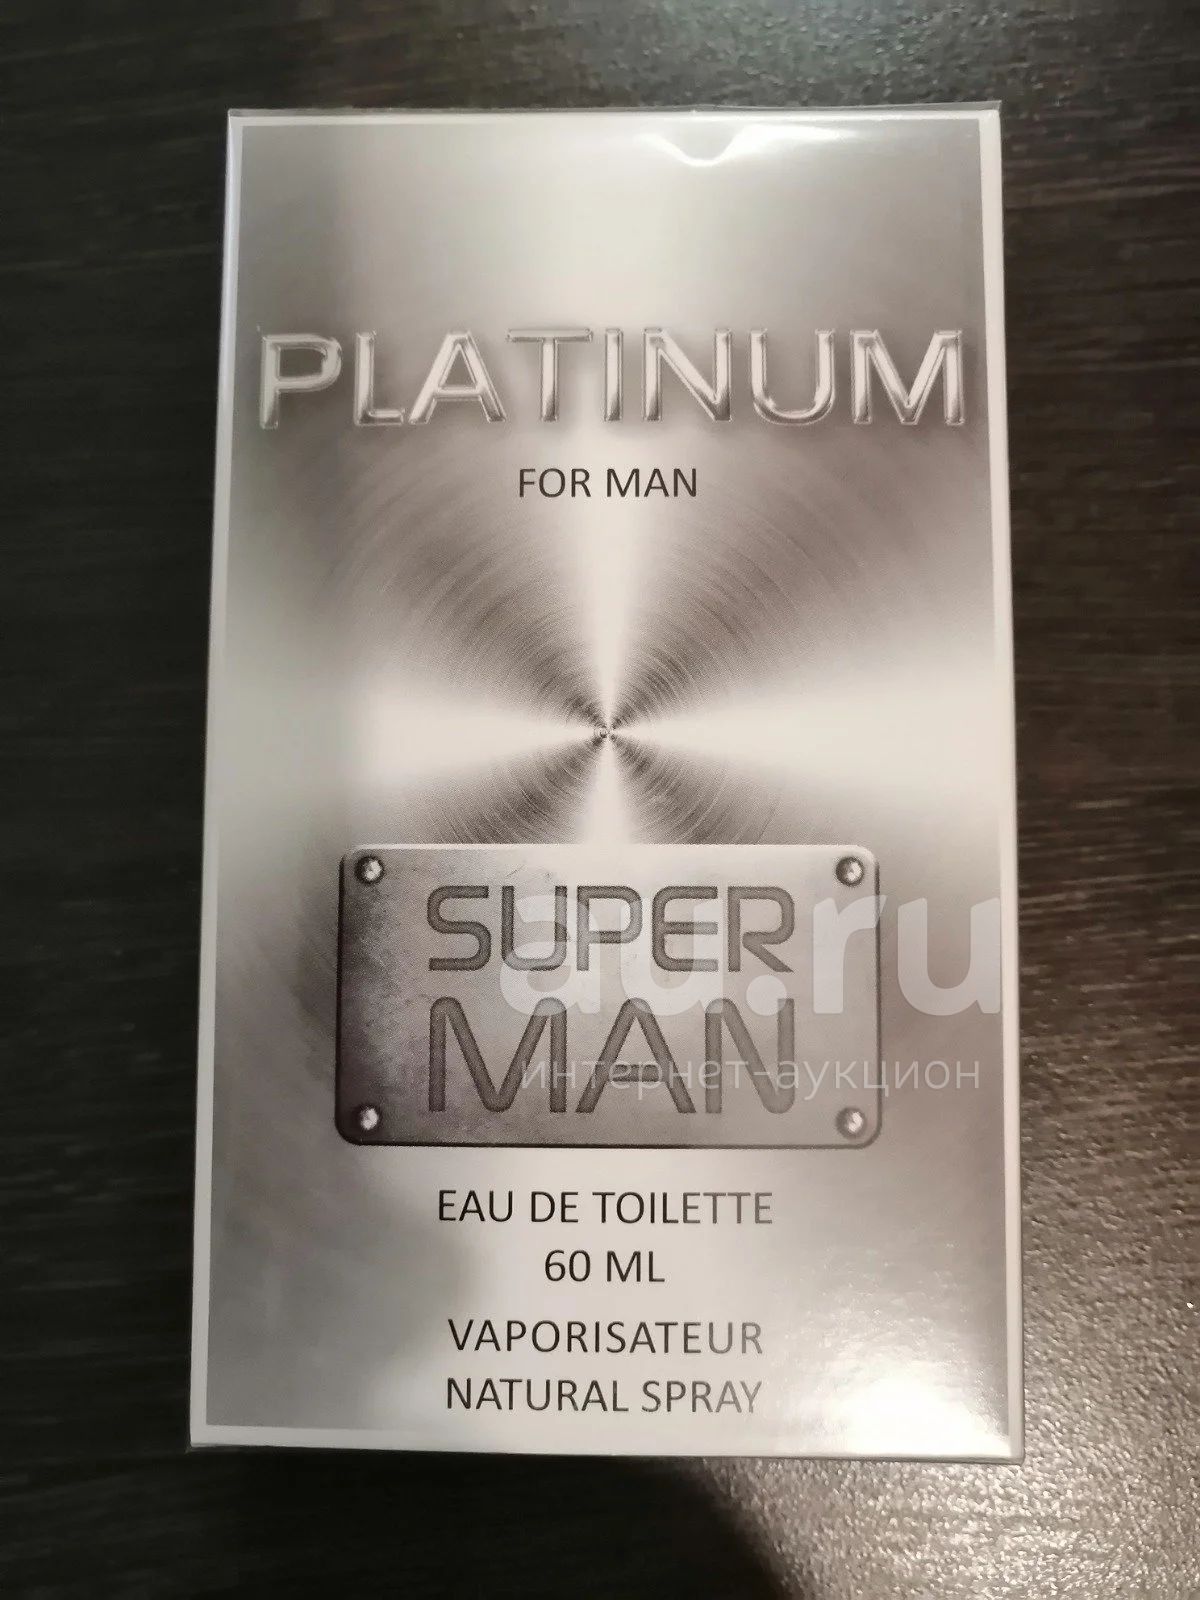 PLATINUM
FOR MAN
SUPER
MAN
au.ru
интернет-аукцион
EAU DE TOILETTE
60 ML
VAPORISATEUR
NATURAL SPRAY